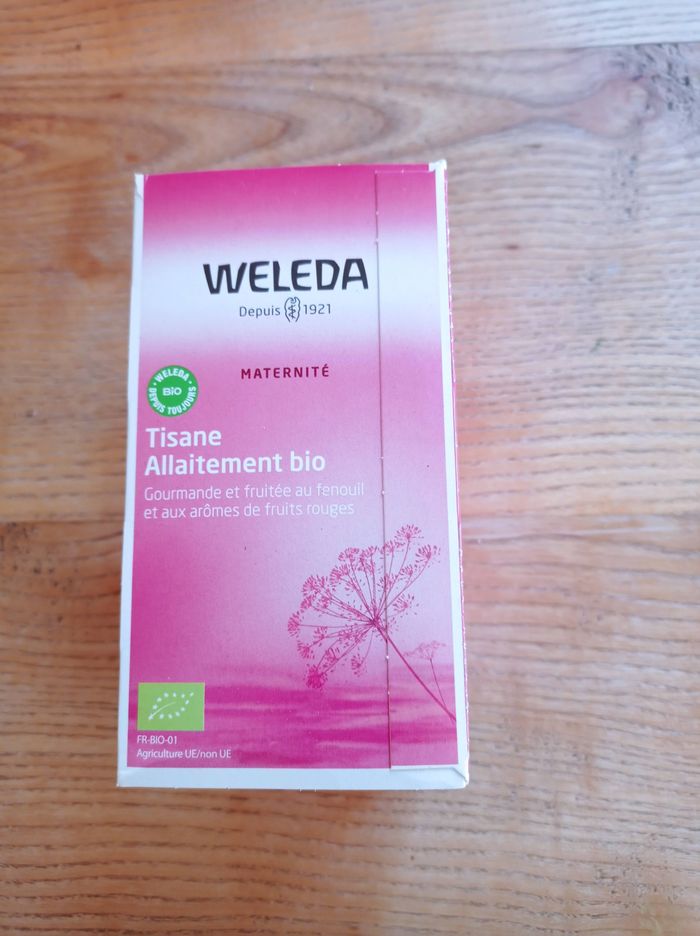 WELEDA
Depuis 1921
MATERNITÉ
WELEDA
BIO
DEPUIS TOUJOURS
Tisane
Allaitement bio
Gourmande et fruitée au fenouil
et aux arômes de fruits rouges
FR-BIO-01
Agriculture UE/non UE